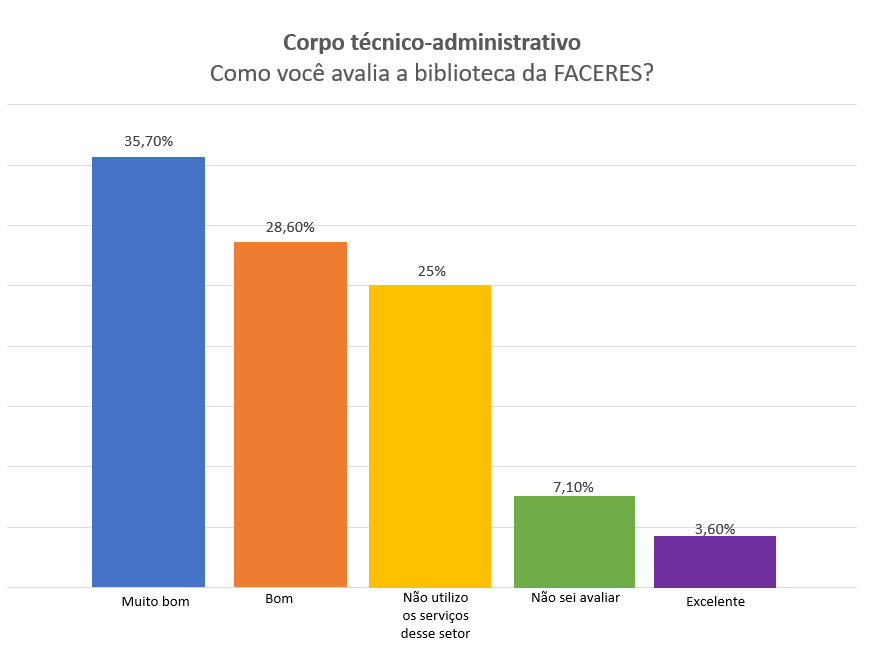 Corpo técnico-administrativo
Como você avalia a biblioteca da FACERES?
35,70%
28,60%
25%
7,10%
3,60%
Muito bom
Bom
Não utilizo
os serviços
desse setor
Não sei avaliar
Excelente